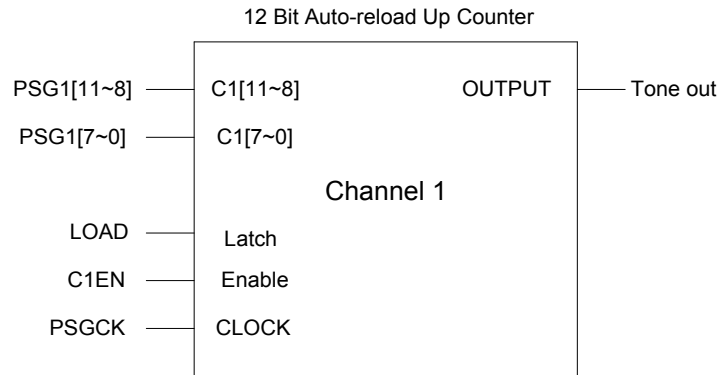 12 Bit Auto-reload Up Counter
PSG1[11~8] C1[11~8] OUTPUT Tone out
PSG1[7~0] C1[7~0]
Channel 1
LOAD Latch
C1EN Enable
PSGCK CLOCK